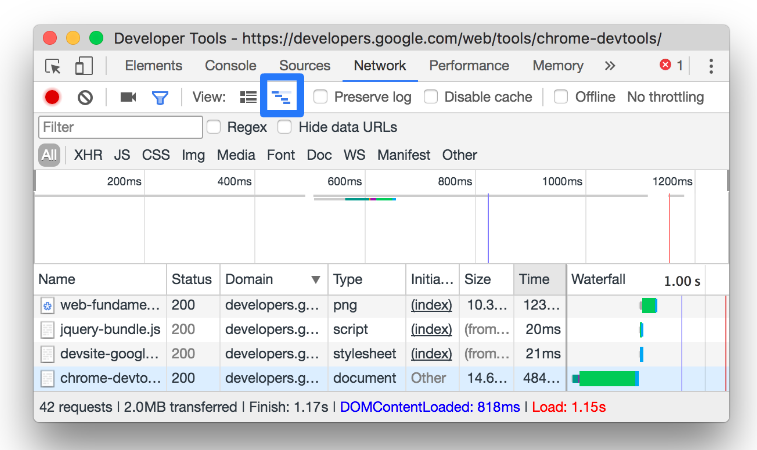 Developer Tools - https://developers.google.com/web/tools/chrome-devtools/
Elements Console Sources Network Performance Memory » 1
View: Preserve log Disable cache Offline No throttling
Filter Regex Hide data URLs
All XHR JS CSS Img Media Font Doc WS Manifest Other
200ms 400ms 600ms 800ms 1000ms 1200ms
Name Status Domain ▼ Type Initia... Size Time Waterfall 1.00 s
web-fundame... 200 developers.g... png (index) 10.3... 123...
jquery-bundle.js 200 developers.g... script (index) (from... 20ms
devsite-googl... 200 developers.g... stylesheet (index) (from... 21ms
chrome-devto... 200 developers.g... document Other 14.6... 484...
42 requests | 2.0MB transferred | Finish: 1.17s | DOMContentLoaded: 818ms | Load: 1.15s